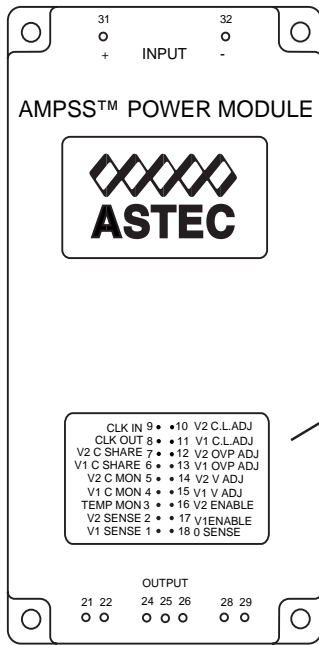 31 32
+ INPUT -
AMPSS™ POWER MODULE
ASTEC
CLK IN 9 • • 10 V2 C.L.ADJ
CLK OUT 8 • • 11 V1 C.L.ADJ
V2 C SHARE 7 • • 12 V2 OVP ADJ
V1 C SHARE 6 • • 13 V1 OVP ADJ
V2 C MON 5 • • 14 V2 V ADJ
V1 C MON 4 • • 15 V1 V ADJ
TEMP MON 3 • • 16 V2 ENABLE
V2 SENSE 2 • • 17 V1ENABLE
V1 SENSE 1 • • 18 0 SENSE
OUTPUT
21 22 24 25 26 28 29